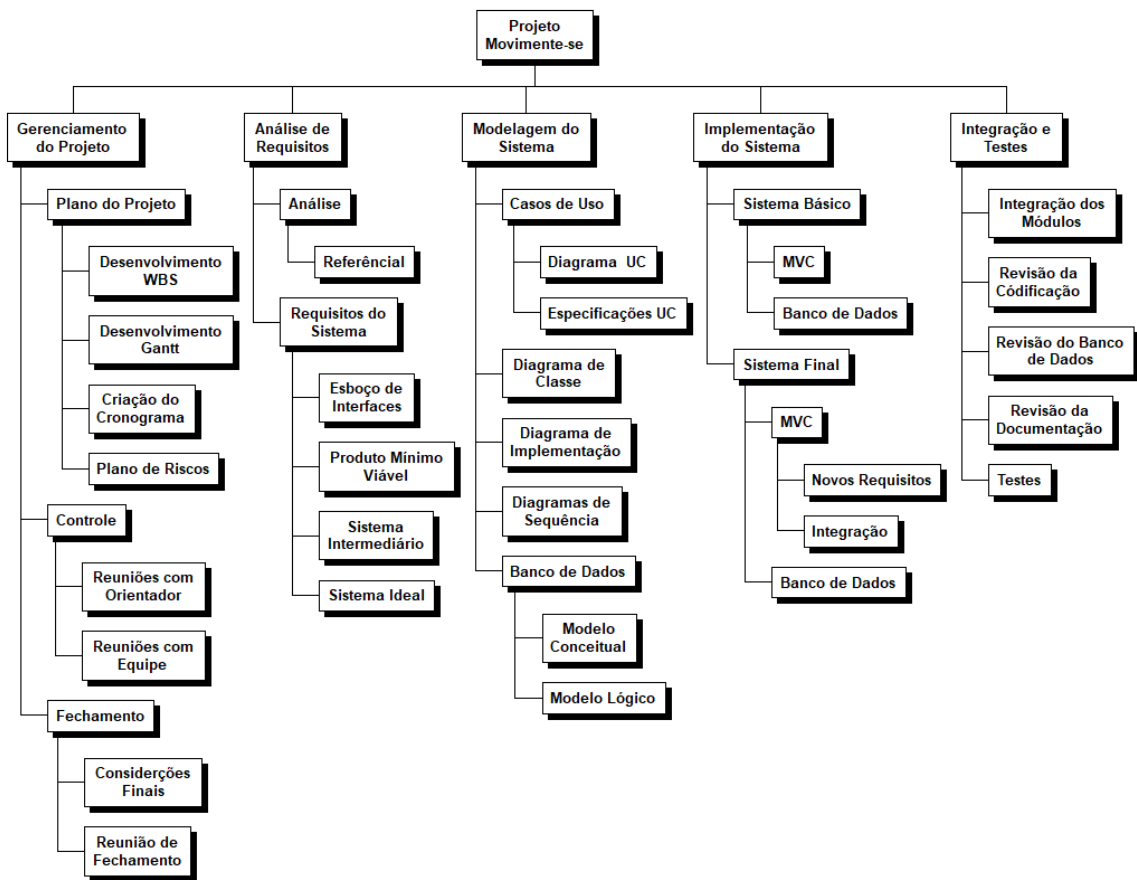 Projeto
Movimente-se
Gerenciamento
do Projeto
Plano do Projeto
Desenvolvimento
WBS
Desenvolvimento
Gantt
Criação do
Cronograma
Plano de Riscos
Controle
Reuniões com
Orientador
Reuniões com
Equipe
Fechamento
Considerções
Finais
Reunião de
Fechamento
Análise de
Requisitos
Análise
Referêncial
Requisitos do
Sistema
Esboço de
Interfaces
Produto Mínimo
Viável
Sistema
Intermediário
Sistema Ideal
Modelagem do
Sistema
Casos de Uso
Diagrama UC
Especificações UC
Diagrama de
Classe
Diagrama de
Implementação
Diagramas de
Sequência
Banco de Dados
Modelo
Conceitual
Modelo Lógico
Implementação
do Sistema
Sistema Básico
MVC
Banco de Dados
Sistema Final
MVC
Novos Requisitos
Integração
Banco de Dados
Integração e
Testes
Integração dos
Módulos
Revisão da
Códificação
Revisão do Banco
de Dados
Revisão da
Documentação
Testes